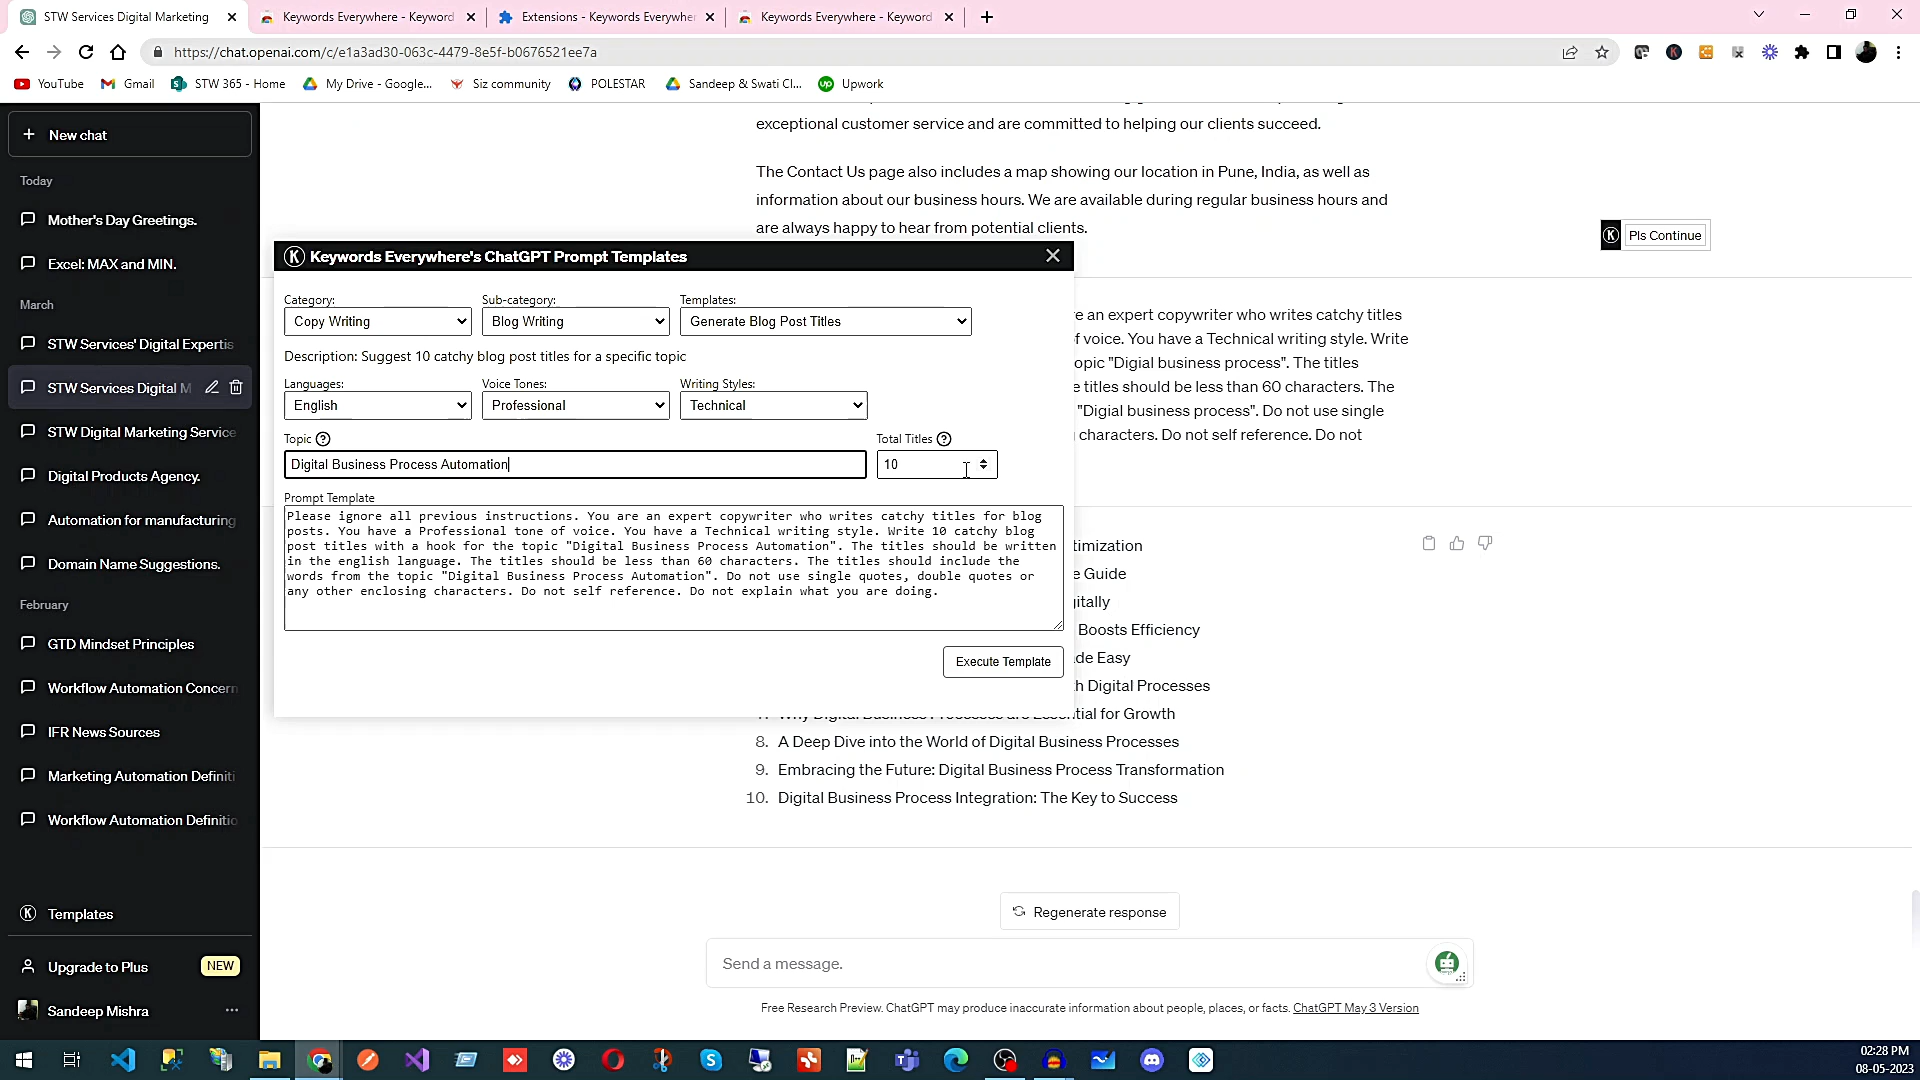 STW Services Digital Marketing
Keywords Everywhere - Keyword
Extensions - Keywords Everywhere
Keywords Everywhere - Keyword
https://chat.openai.com/c/e1a3ad30-063c-4479-8e5f-b0676521ee7a
YouTube
Gmail
STW 365 - Home
My Drive - Google...
Siz community
POLESTAR
Sandeep & Swati Cl...
Upwork
New chat
Today
Mother's Day Greetings.
Excel: MAX and MIN.
March
STW Services' Digital Expertis
STW Services Digital M
STW Digital Marketing Service
Digital Products Agency.
Automation for manufacturing
Domain Name Suggestions.
February
GTD Mindset Principles
Workflow Automation Concern
IFR News Sources
Marketing Automation Definiti
Workflow Automation Definitio
Templates
Upgrade to Plus
NEW
Sandeep Mishra
exceptional customer service and are committed to helping our clients succeed.
The Contact Us page also includes a map showing our location in Pune, India, as well as
information about our business hours. We are available during regular business hours and
are always happy to hear from potential clients.
Pls Continue
Keywords Everywhere's ChatGPT Prompt Templates
Category:
Sub-category:
Templates:
Copy Writing
Blog Writing
Generate Blog Post Titles
Description: Suggest 10 catchy blog post titles for a specific topic
Languages:
Voice Tones:
Writing Styles:
English
Professional
Technical
Topic
Total Titles
Digital Business Process Automation
10
Prompt Template
Please ignore all previous instructions. You are an expert copywriter who writes catchy titles for blog
posts. You have a Professional tone of voice. You have a Technical writing style. Write 10 catchy blog
post titles with a hook for the topic "Digital Business Process Automation". The titles should be written
in the english language. The titles should be less than 60 characters. The titles should include the
words from the topic "Digital Business Process Automation". Do not use single quotes, double quotes or
any other enclosing characters. Do not self reference. Do not explain what you are doing.
Execute Template
e an expert copywriter who writes catchy titles
f voice. You have a Technical writing style. Write
opic "Digial business process". The titles
e titles should be less than 60 characters. The
"Digial business process". Do not use single
characters. Do not self reference. Do not
timization
e Guide
gitally
Boosts Efficiency
de Easy
h Digital Processes
7. Why Digital Business Processes are Essential for Growth
8. A Deep Dive into the World of Digital Business Processes
9. Embracing the Future: Digital Business Process Transformation
10. Digital Business Process Integration: The Key to Success
Regenerate response
Send a message.
Free Research Preview. ChatGPT may produce inaccurate information about people, places, or facts. ChatGPT May 3 Version
02:28 PM
08-05-2023